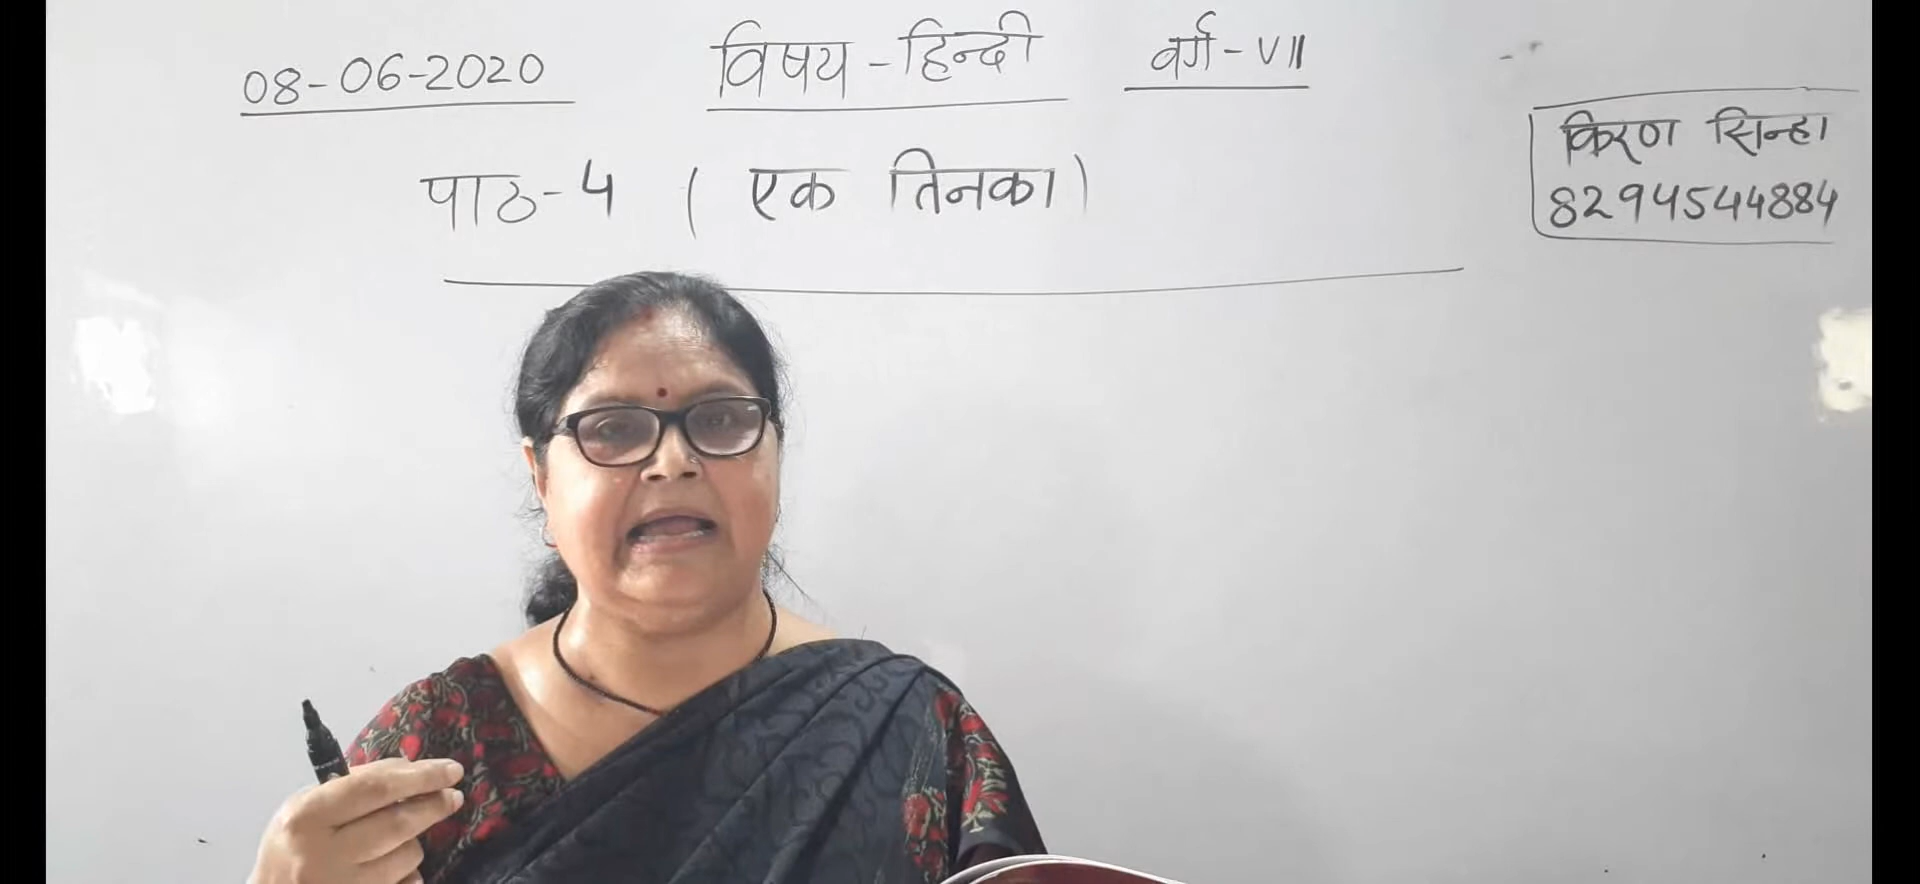 08-06-2020 विषय-हिन्दी वर्ग-VII
पाठ-4 ( एक तिनका)
किरण सिन्हा
8294544884